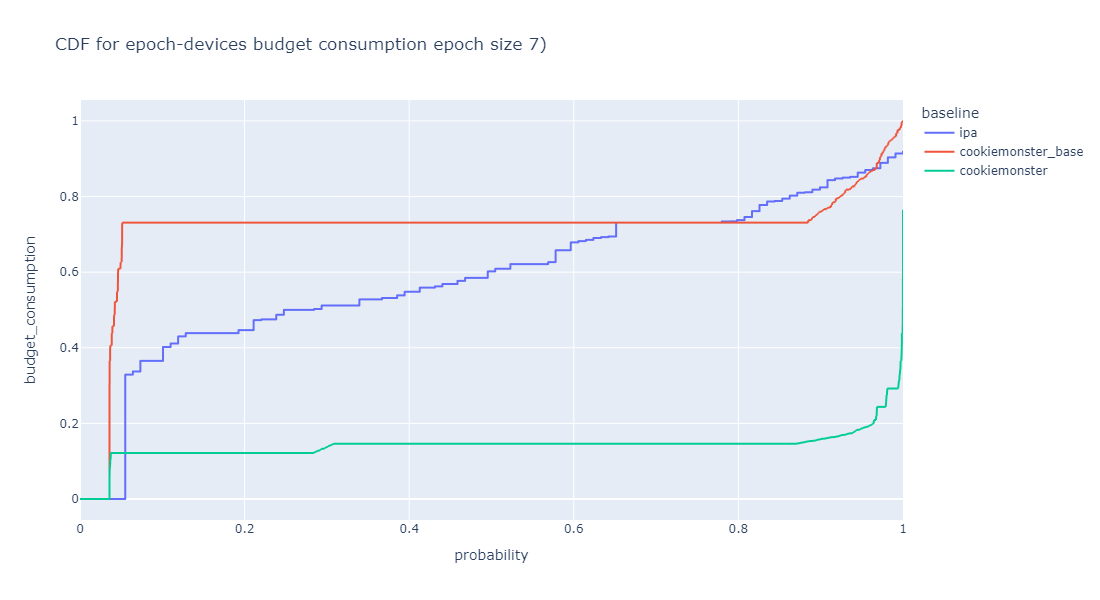 CDF for epoch-devices budget consumption epoch size 7)
baseline
ipa
cookiemonster_base
cookiemonster
budget_consumption
1
0.8
0.6
0.4
0.2
0
0 0.2 0.4 0.6 0.8 1
probability